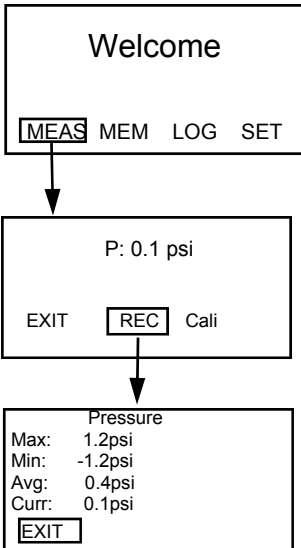 Welcome
MEAS MEM LOG SET
P: 0.1 psi
EXIT REC Cali
Pressure
Max: 1.2psi
Min: -1.2psi
Avg: 0.4psi
Curr: 0.1psi
EXIT